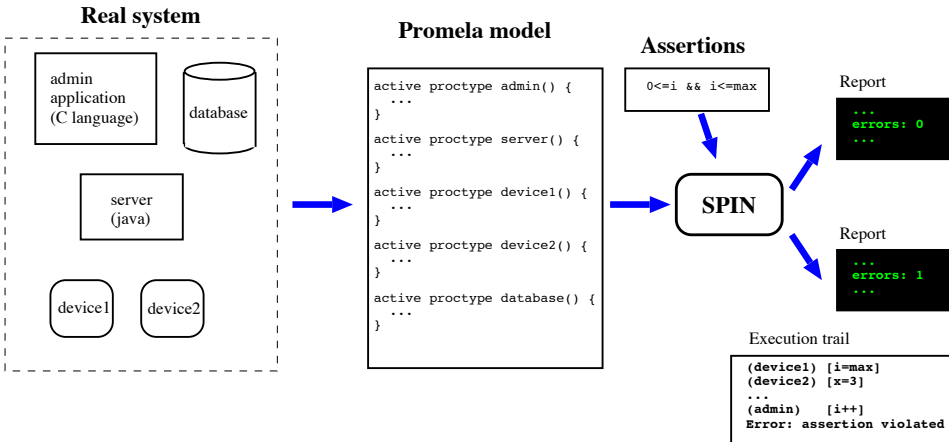 Real system
admin
application
(C language)
database
server
(java)
device1
device2
Promela model
active proctype admin() {
...
}
active proctype server() {
...
}
active proctype device1() {
...
}
active proctype device2() {
...
}
active proctype database() {
...
}
Assertions
0<=i && i<=max
SPIN
Report
...
errors: 0
...
Report
...
errors: 1
...
Execution trail
(device1) [i=max]
(device2) [x=3]
...
(admin) [i++]
Error: assertion violated